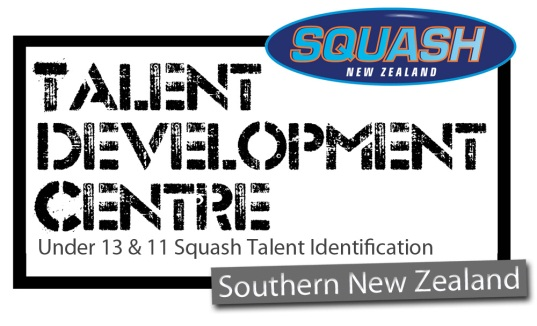 SQUASH
NEW ZEALAND
TALENT
DEVELOPMENT
CENTRE
Under 13 & 11 Squash Talent Identification
Southern New Zealand